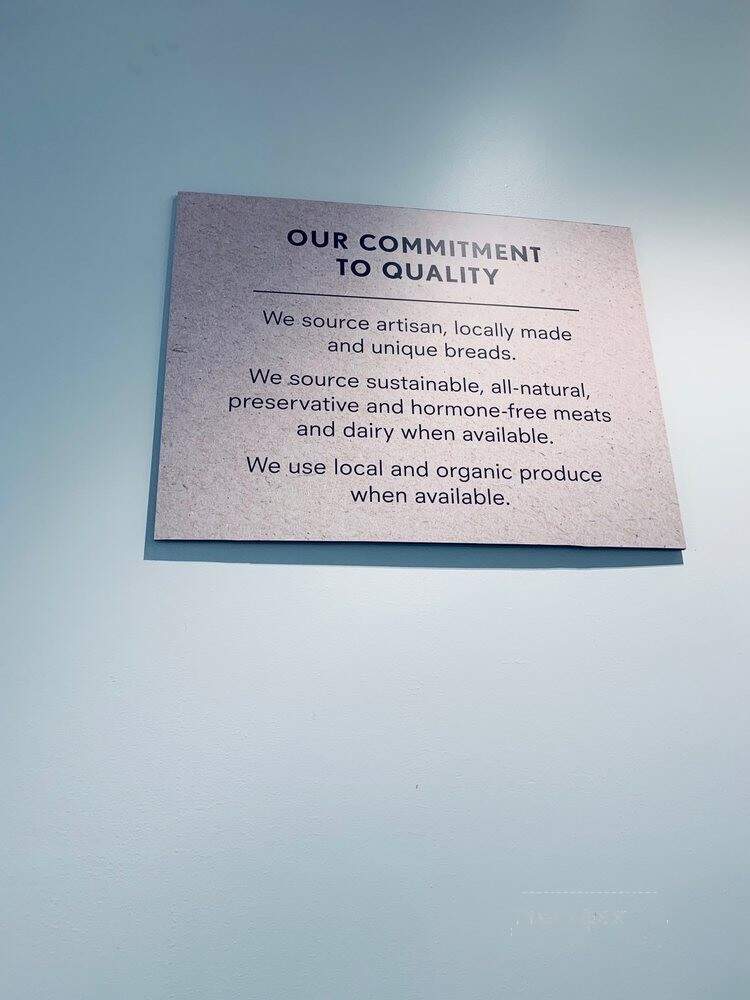 OUR COMMITMENT
TO QUALITY
We source artisan, locally made
and unique breads.
We source sustainable, all-natural,
preservative and hormone-free meats
and dairy when available.
We use local and organic produce
when available.